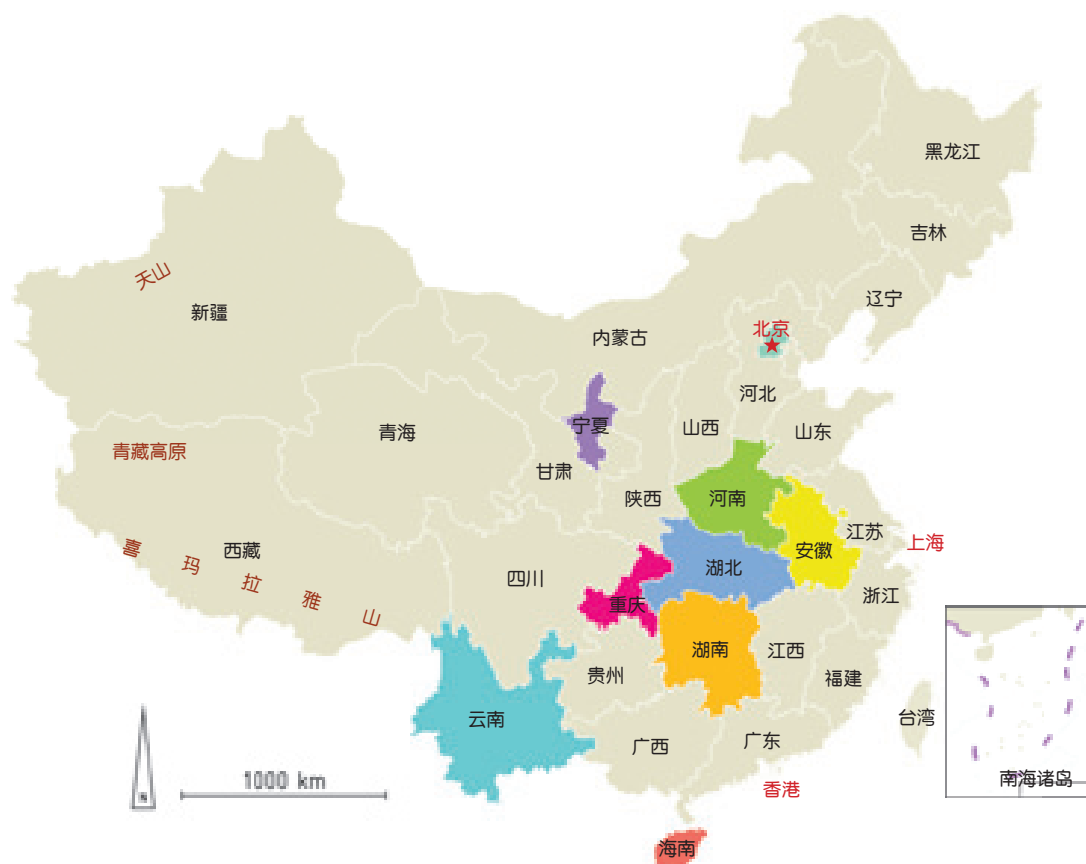 黑龙江
吉林
天山
辽宁
新疆
北京
内蒙古
河北
宁夏
青海
山西
山东
青藏高原
甘肃
陕西
河南
江苏
上海
喜玛拉雅山
西藏
安徽
四川
湖北
浙江
重庆
湖南
江西
贵州
福建
云南
台湾
广西
广东
1000 km
南海诸岛
香港
N
海南